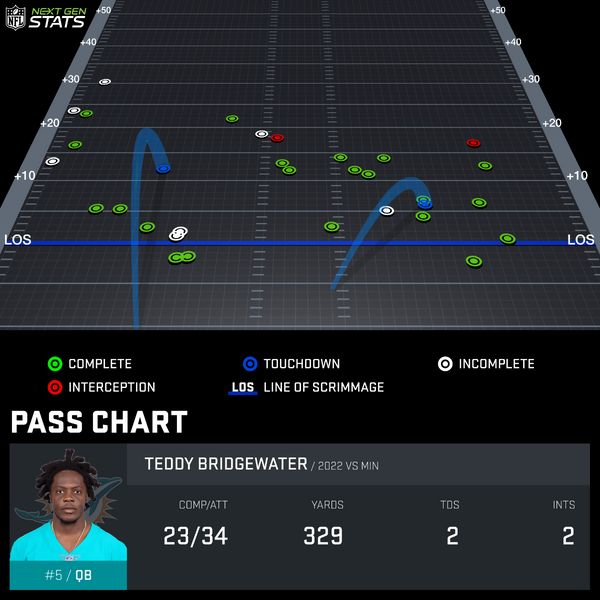 NFL NEXT GEN STATS
+50 +50
+40 +40
+30 +30
+20 +20
+10 +10
LOS LOS
COMPLETE TOUCHDOWN INCOMPLETE
INTERCEPTION LOS LINE OF SCRIMMAGE
PASS CHART
TEDDY BRIDGEWATER / 2022 VS MIN
COMP/ATT YARDS TDS INTS
23/34 329 2 2
#5 / QB